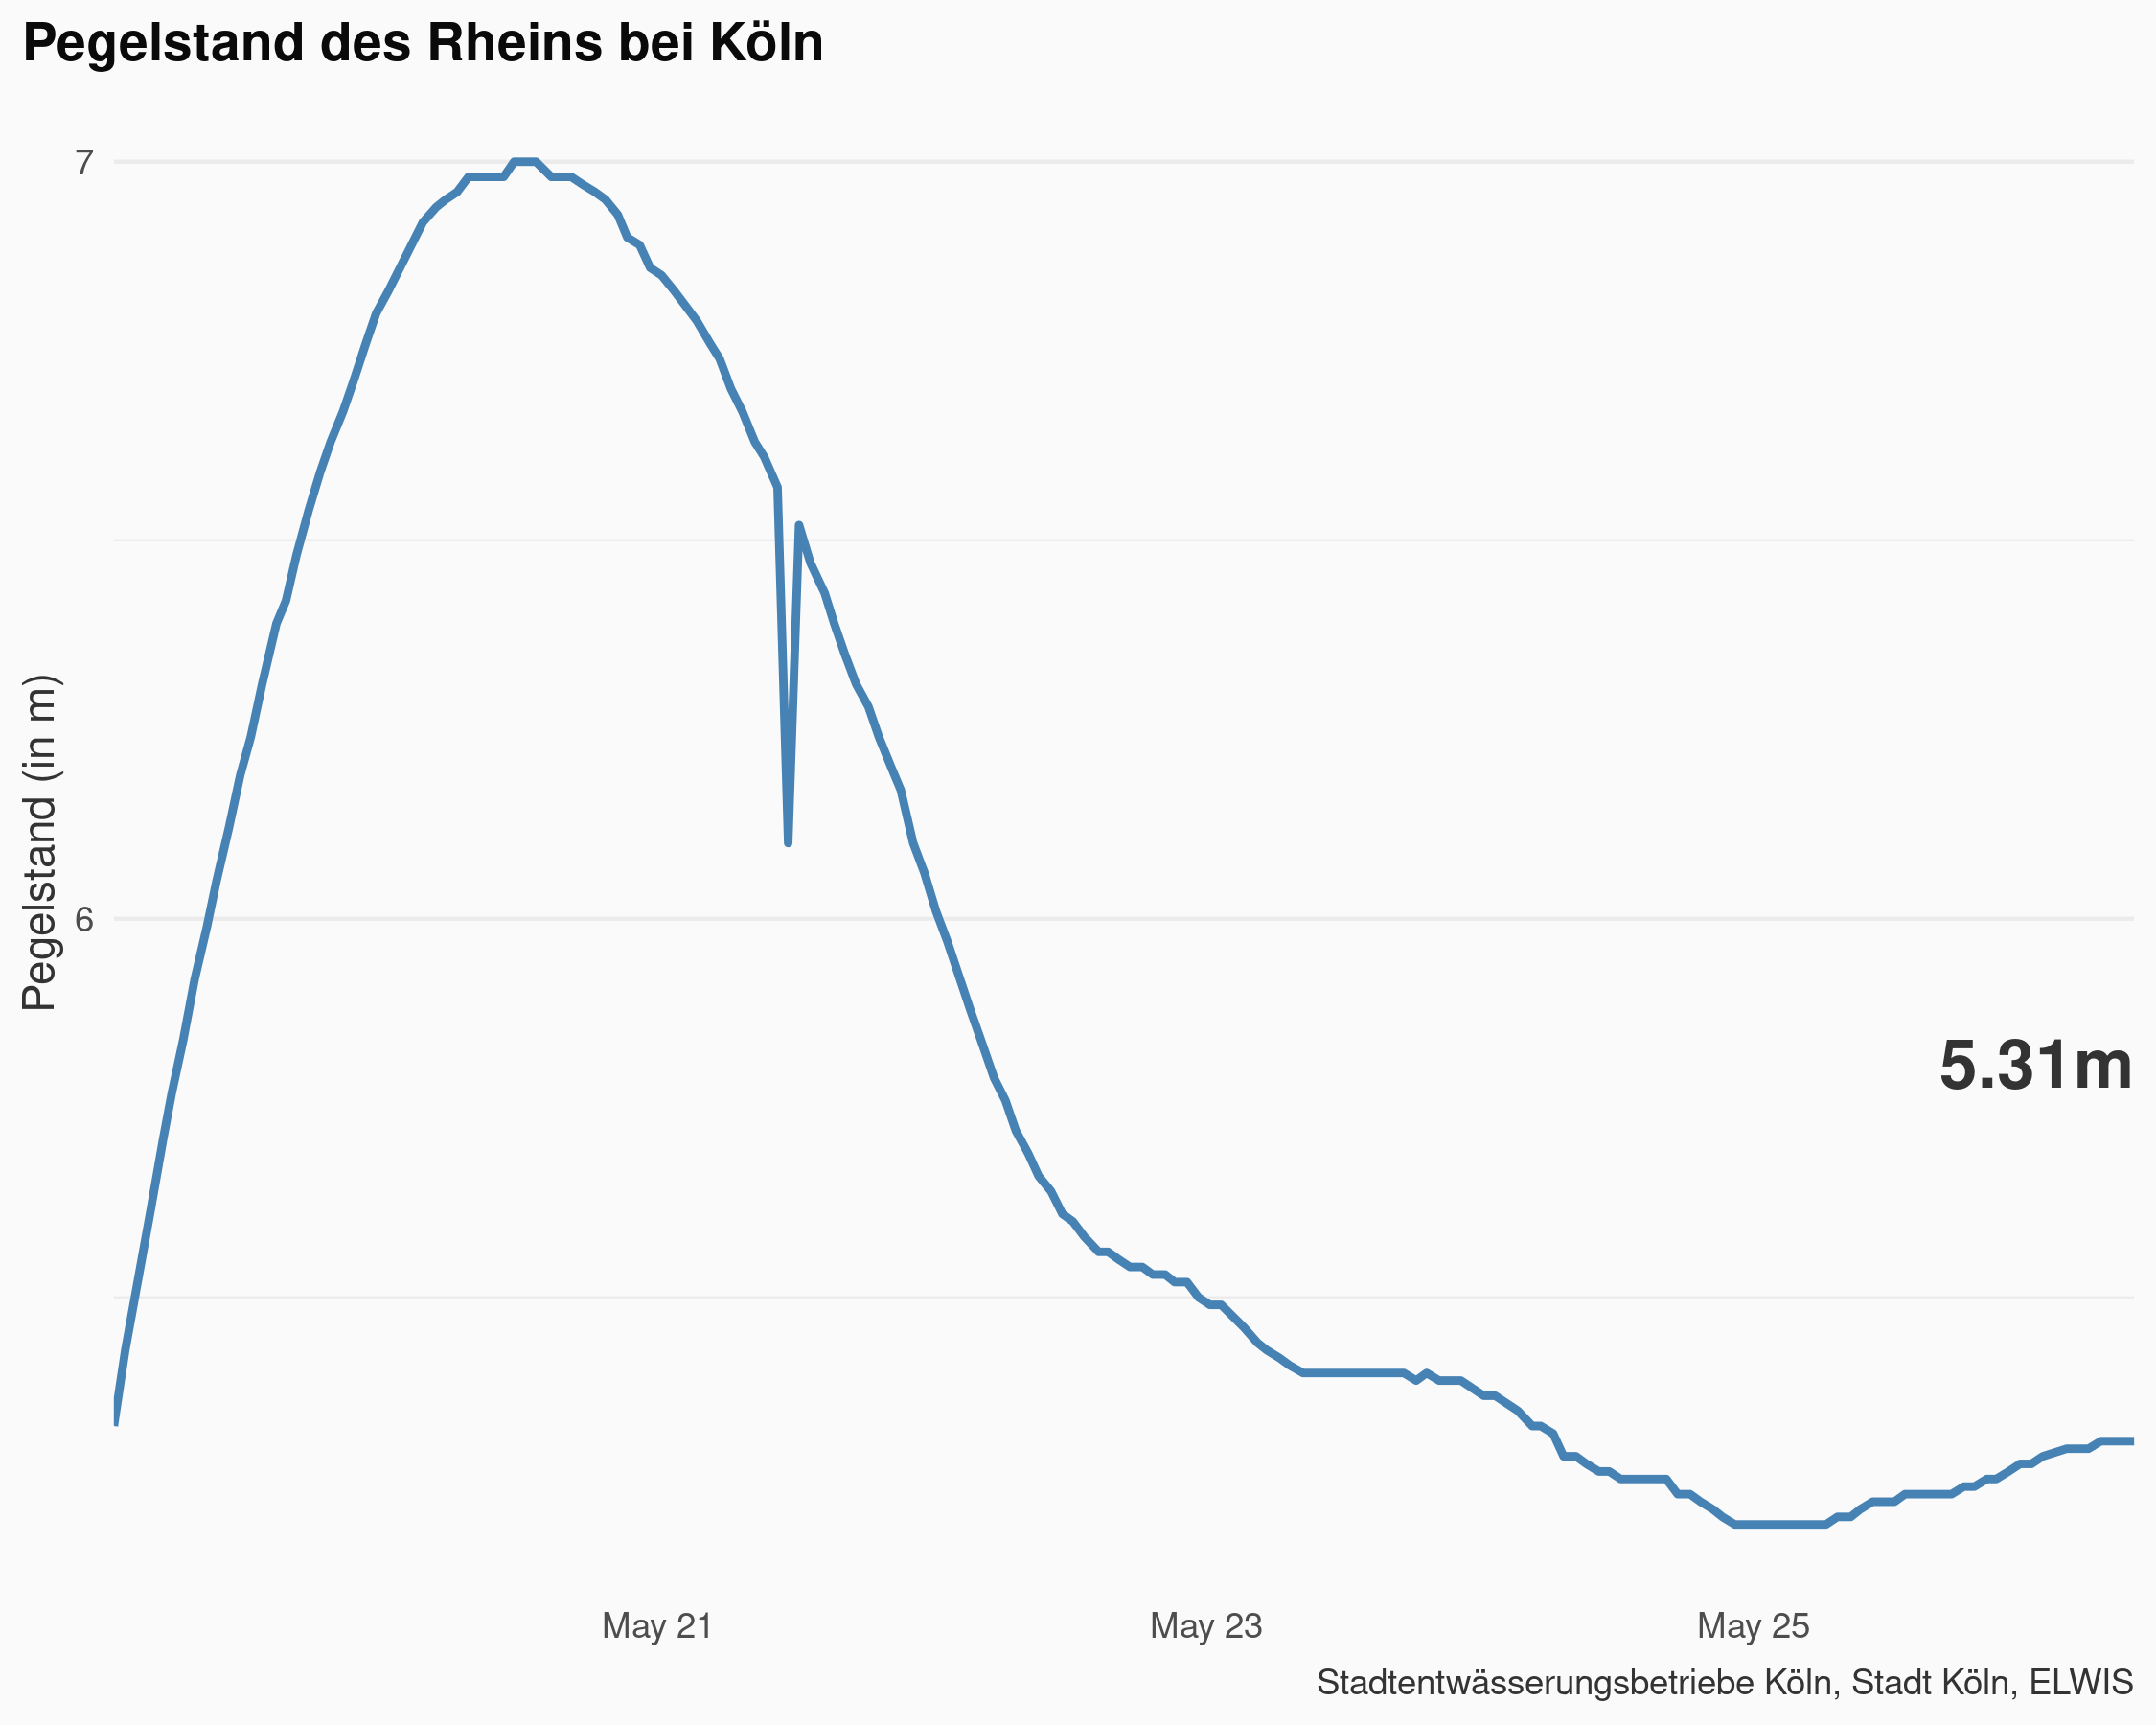 Pegelstand des Rheins bei Köln
7
6
Pegelstand (in m)
5.31m
May 21
May 23
May 25
Stadtentwässerungsbetriebe Köln, Stadt Köln, ELWIS